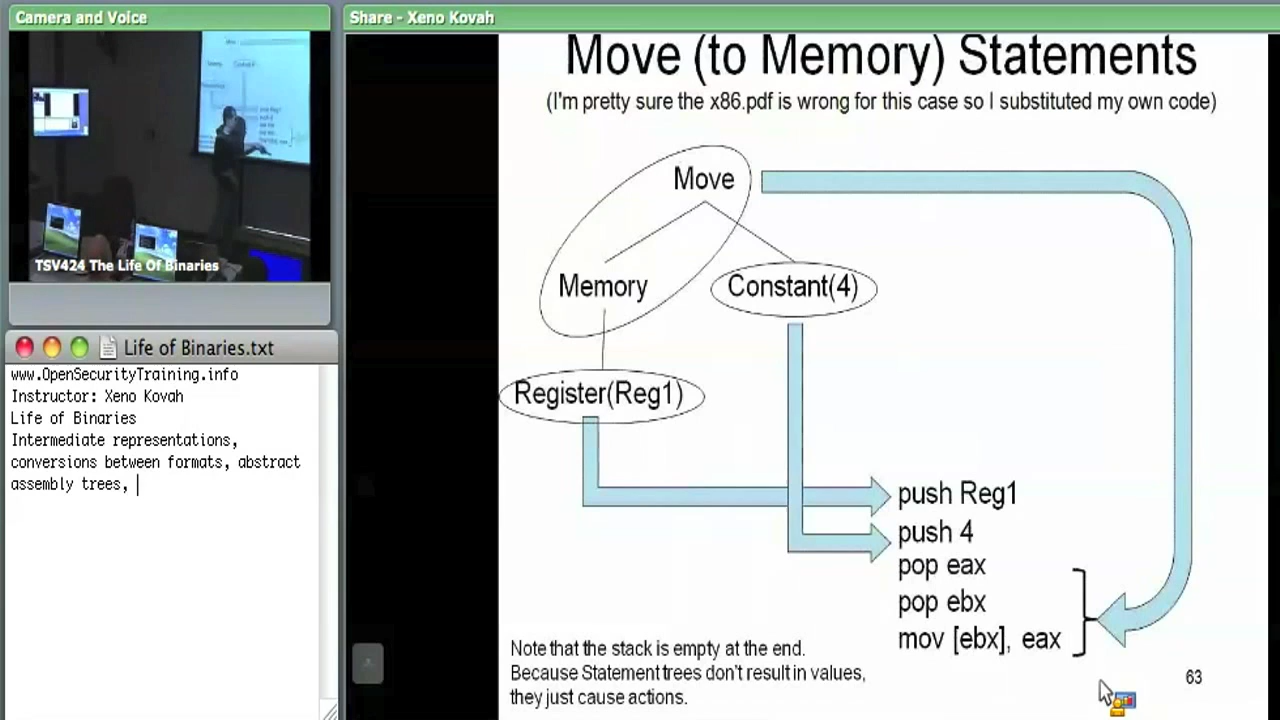 Camera and Voice
TSV424 The Life Of Binaries
Life of Binaries.txt
www.OpenSecurityTraining.info
Instructor: Xeno Kovah
Life of Binaries
Intermediate representations,
conversions between formats, abstract
assembly trees,
Share - Xeno Kovah
Move (to Memory) Statements
(I'm pretty sure the x86.pdf is wrong for this case so I substituted my own code)
Move
Memory
Constant(4)
Register(Reg1)
push Reg1
push 4
pop eax
pop ebx
mov [ebx], eax
Note that the stack is empty at the end.
Because Statement trees don't result in values,
they just cause actions.
63